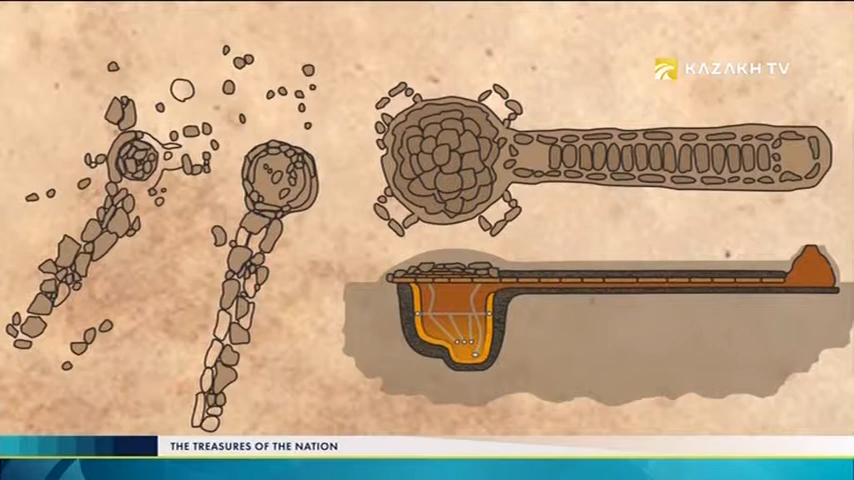 KAZAKH TV
THE TREASURES OF THE NATION